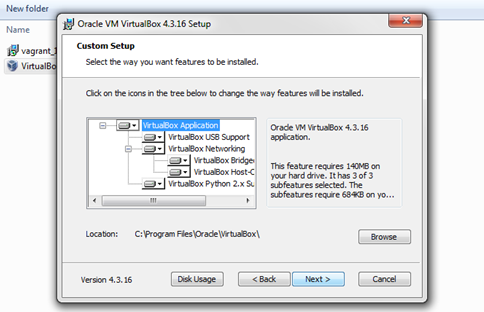 New folder
Name
vagrant_1
VirtualBo
Oracle VM VirtualBox 4.3.16 Setup
Custom Setup
Select the way you want features to be installed.
Click on the icons in the tree below to change the way features will be installed.
VirtualBox Application
VirtualBox USB Support
VirtualBox Networking
VirtualBox Bridge
VirtualBox Host-C
VirtualBox Python 2.x Su
Oracle VM VirtualBox 4.3.16
application.
This feature requires 140MB on
your hard drive. It has 3 of 3
subfeatures selected. The
subfeatures require 684KB on yo...
Location: C:\Program Files\Oracle\VirtualBox\
Browse
Version 4.3.16
Disk Usage
< Back
Next >
Cancel